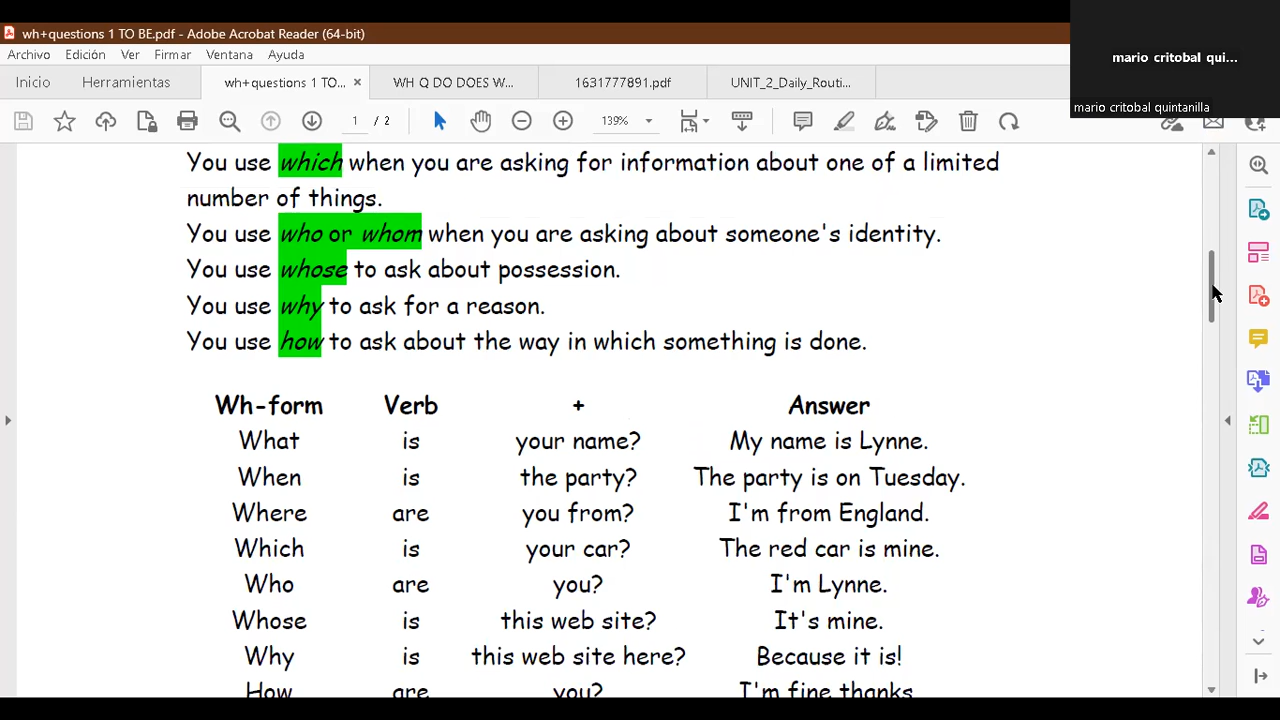 wh+questions 1 TO BE.pdf - Adobe Acrobat Reader (64-bit)
mario critobal qui...
Archivo Edición Ver Firmar Ventana Ayuda
Inicio Herramientas wh+questions 1 TO... × WH Q DO DOES W... 1631777891.pdf UNIT_2_Daily_Routi...
mario critobal quintanilla
1 / 2 139%
You use which when you are asking for information about one of a limited
number of things.
You use who or whom when you are asking about someone's identity.
You use whose to ask about possession.
You use why to ask for a reason.
You use how to ask about the way in which something is done.
Wh-form Verb + Answer
What is your name? My name is Lynne.
When is the party? The party is on Tuesday.
Where are you from? I'm from England.
Which is your car? The red car is mine.
Who are you? I'm Lynne.
Whose is this web site? It's mine.
Why is this web site here? Because it is!
How are you? I'm fine thanks